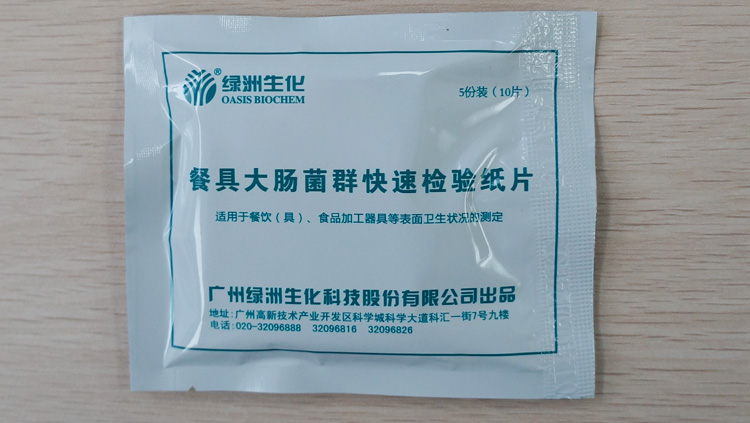 ®绿洲生化
OASIS BIOCHEM
5份装（10片）
餐具大肠菌群快速检验纸片
适用于餐饮（具）、食品加工器具等表面卫生状况的测定
广州绿洲生化科技股份有限公司出品
地址:广州高新技术产业开发区科学城科学大道科汇一街7号九楼
电话:020-32096888 32096816 32096826